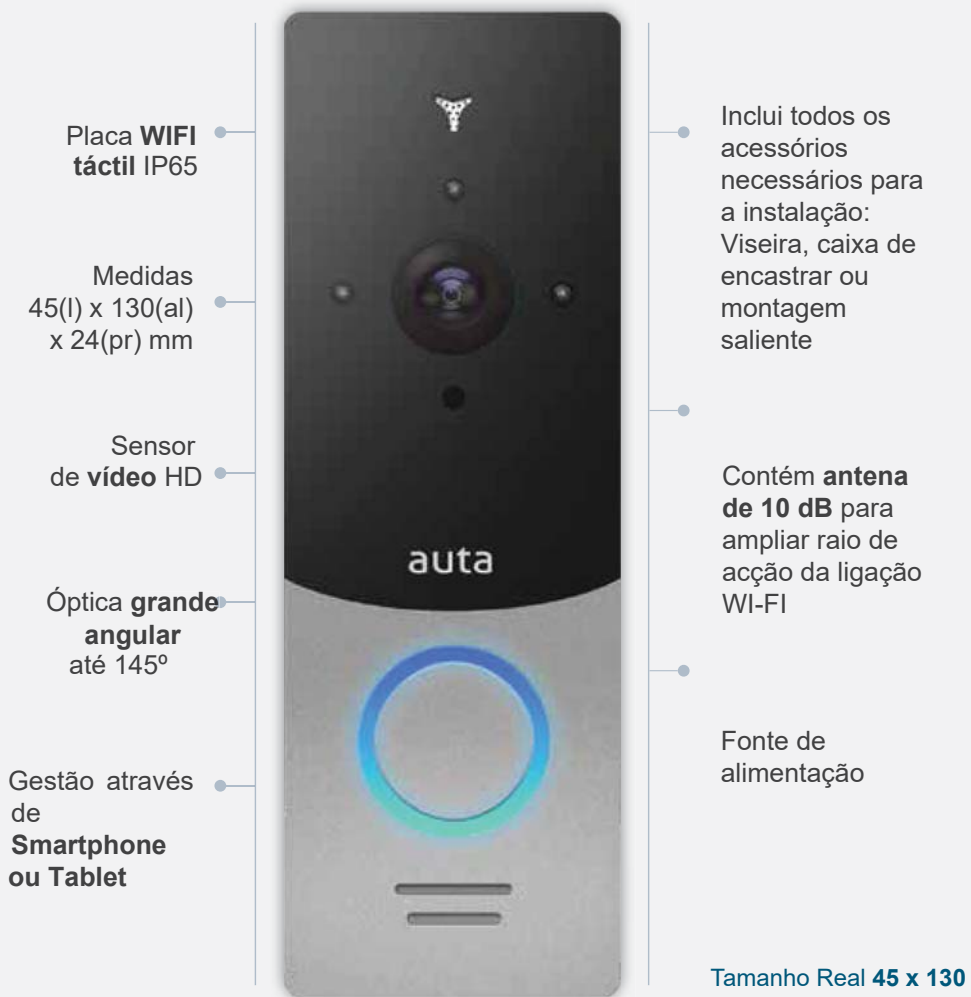 Placa WIFI
táctil IP65
Medidas
45(l) x 130(al)
x 24(pr) mm
Sensor
de vídeo HD
Óptica grande
angular
até 145º
Gestão através
de
Smartphone
ou Tablet
auta
Inclui todos os
acessórios
necessários para
a instalação:
Viseira, caixa de
encastrar ou
montagem
saliente
Contém antena
de 10 dB para
ampliar raio de
acção da ligação
WI-FI
Fonte de
alimentação
Tamanho Real 45 x 130